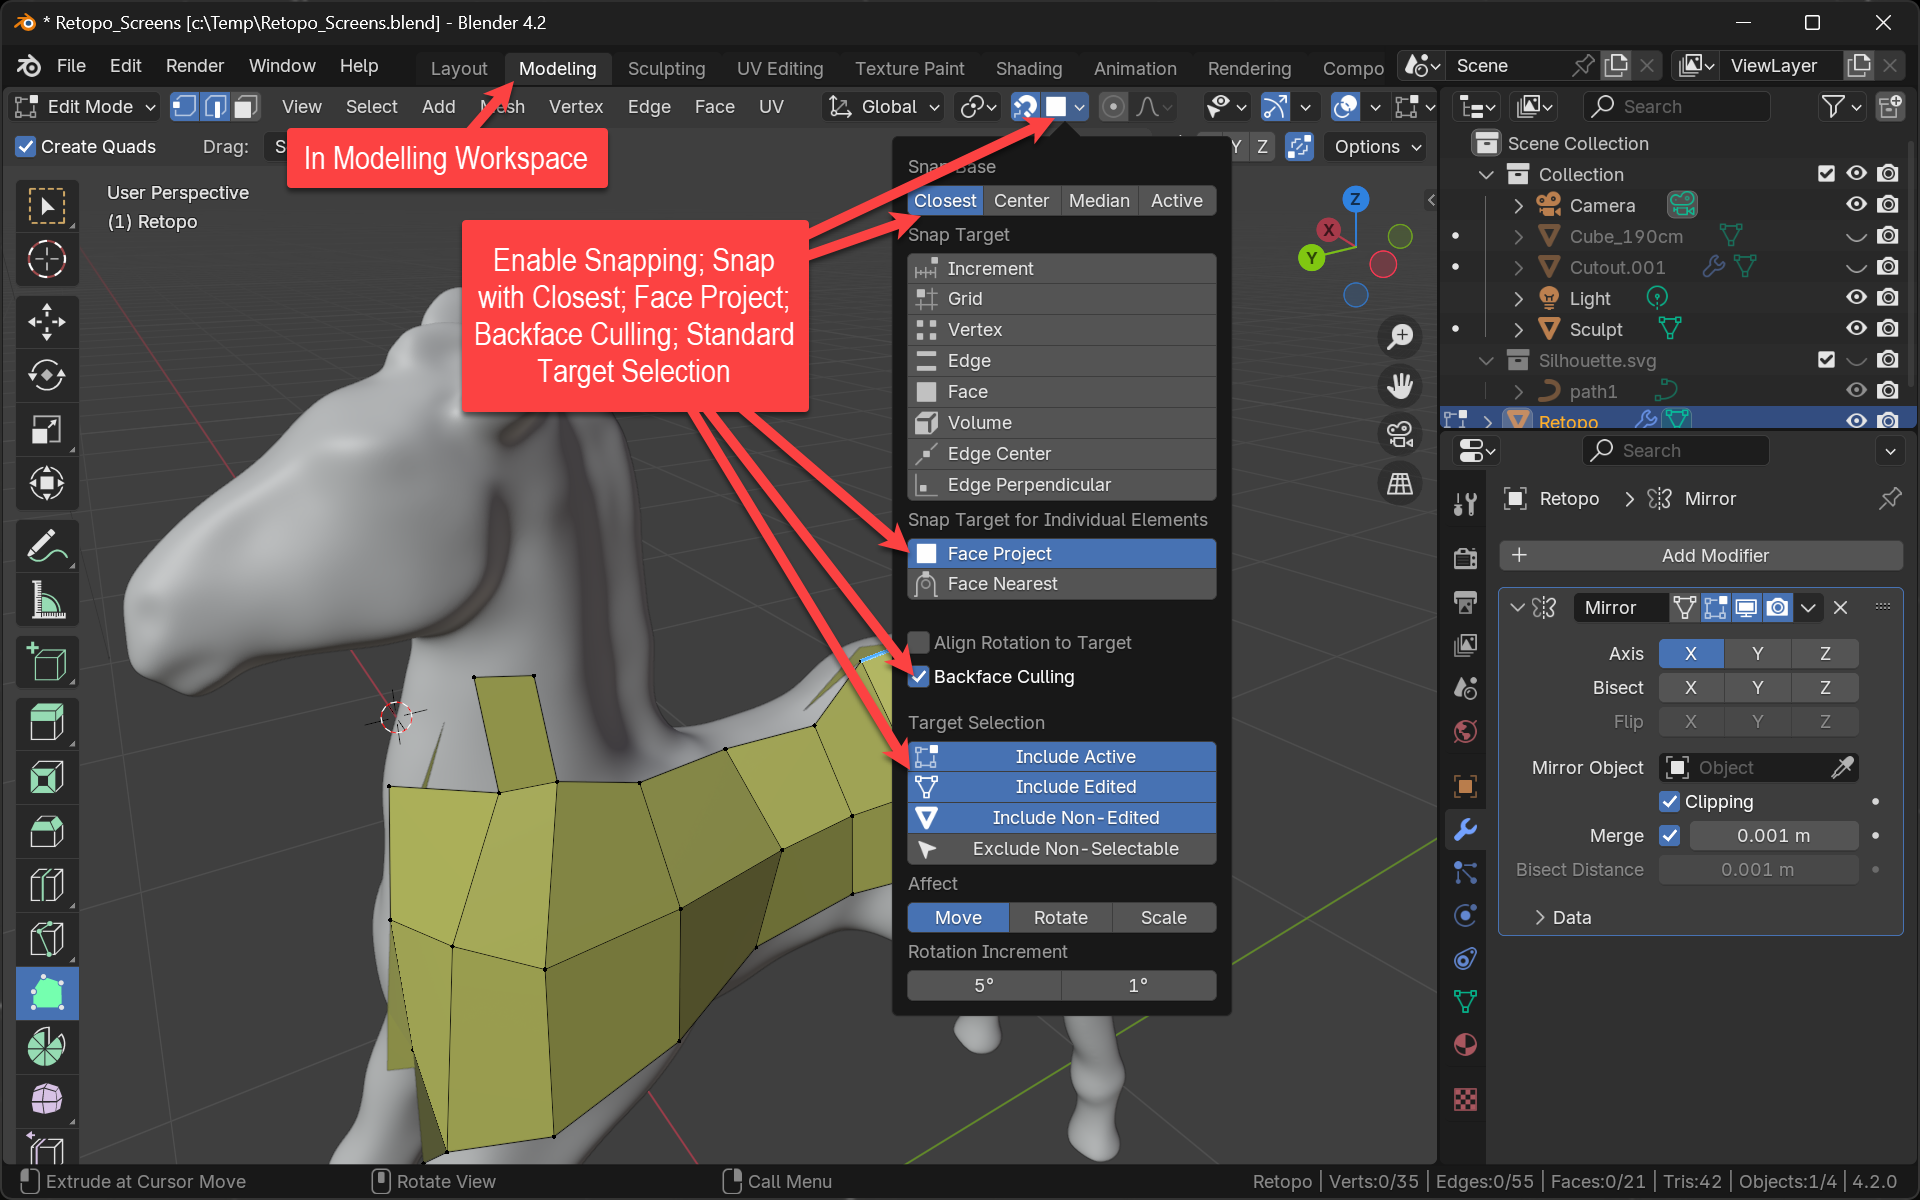 * Retopo_Screens [c:\Temp\Retopo_Screens.blend] - Blender 4.2
File Edit Render Window Help Layout Modeling Sculpting UV Editing Texture Paint Shading Animation Rendering Compo Scene ViewLayer
Edit Mode View Select Add Mesh Vertex Edge Face UV Global Search
Create Quads Drag: S Y Z Options
In Modelling Workspace
User Perspective
(1) Retopo
Enable Snapping; Snap
with Closest; Face Project;
Backface Culling; Standard
Target Selection
Snap Base
Closest Center Median Active
Snap Target
Increment
Grid
Vertex
Edge
Face
Volume
Edge Center
Edge Perpendicular
Snap Target for Individual Elements
Face Project
Face Nearest
Align Rotation to Target
Backface Culling
Target Selection
Include Active
Include Edited
Include Non-Edited
Exclude Non-Selectable
Affect
Move Rotate Scale
Rotation Increment
5° 1°
Z
X
Y
Scene Collection
Collection
Camera
Cube_190cm
Cutout.001
Light
Sculpt
Silhouette.svg
path1
Retopo
Search
Retopo Mirror
Add Modifier
Mirror
Axis X Y Z
Bisect X Y Z
Flip X Y Z
Mirror Object Object
Clipping
Merge 0.001 m
Bisect Distance 0.001 m
Data
Extrude at Cursor Move Rotate View Call Menu Retopo | Verts:0/35 | Edges:0/55 | Faces:0/21 | Tris:42 | Objects:1/4 | 4.2.0